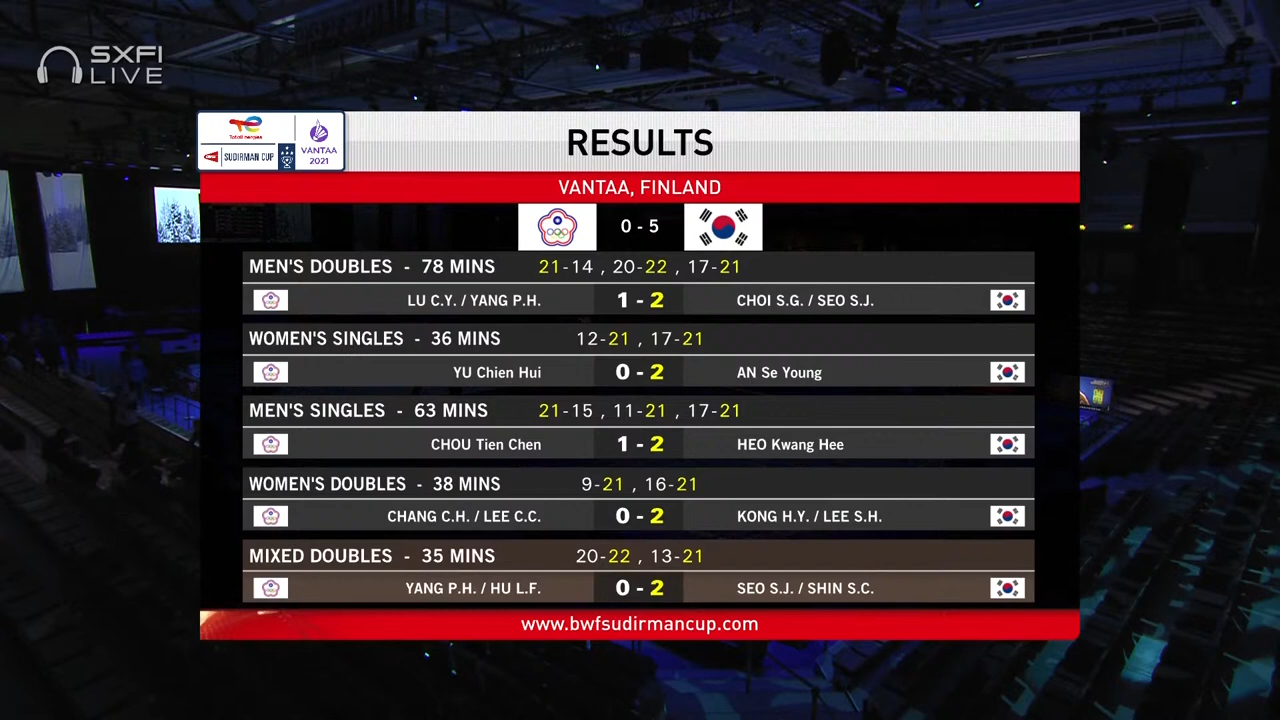 SXFI
LIVE
TotalEnergies
SUDIRMAN CUP
VANTAA
2021
RESULTS
VANTAA, FINLAND
0 - 5
MEN'S DOUBLES - 78 MINS 21-14 , 20-22 , 17-21
LU C.Y. / YANG P.H. 1 - 2 CHOI S.G. / SEO S.J.
WOMEN'S SINGLES - 36 MINS 12-21 , 17-21
YU Chien Hui 0 - 2 AN Se Young
MEN'S SINGLES - 63 MINS 21-15 , 11-21 , 17-21
CHOU Tien Chen 1 - 2 HEO Kwang Hee
WOMEN'S DOUBLES - 38 MINS 9-21 , 16-21
CHANG C.H. / LEE C.C. 0 - 2 KONG H.Y. / LEE S.H.
MIXED DOUBLES - 35 MINS 20-22 , 13-21
YANG P.H. / HU L.F. 0 - 2 SEO S.J. / SHIN S.C.
www.bwfsudirmancup.com